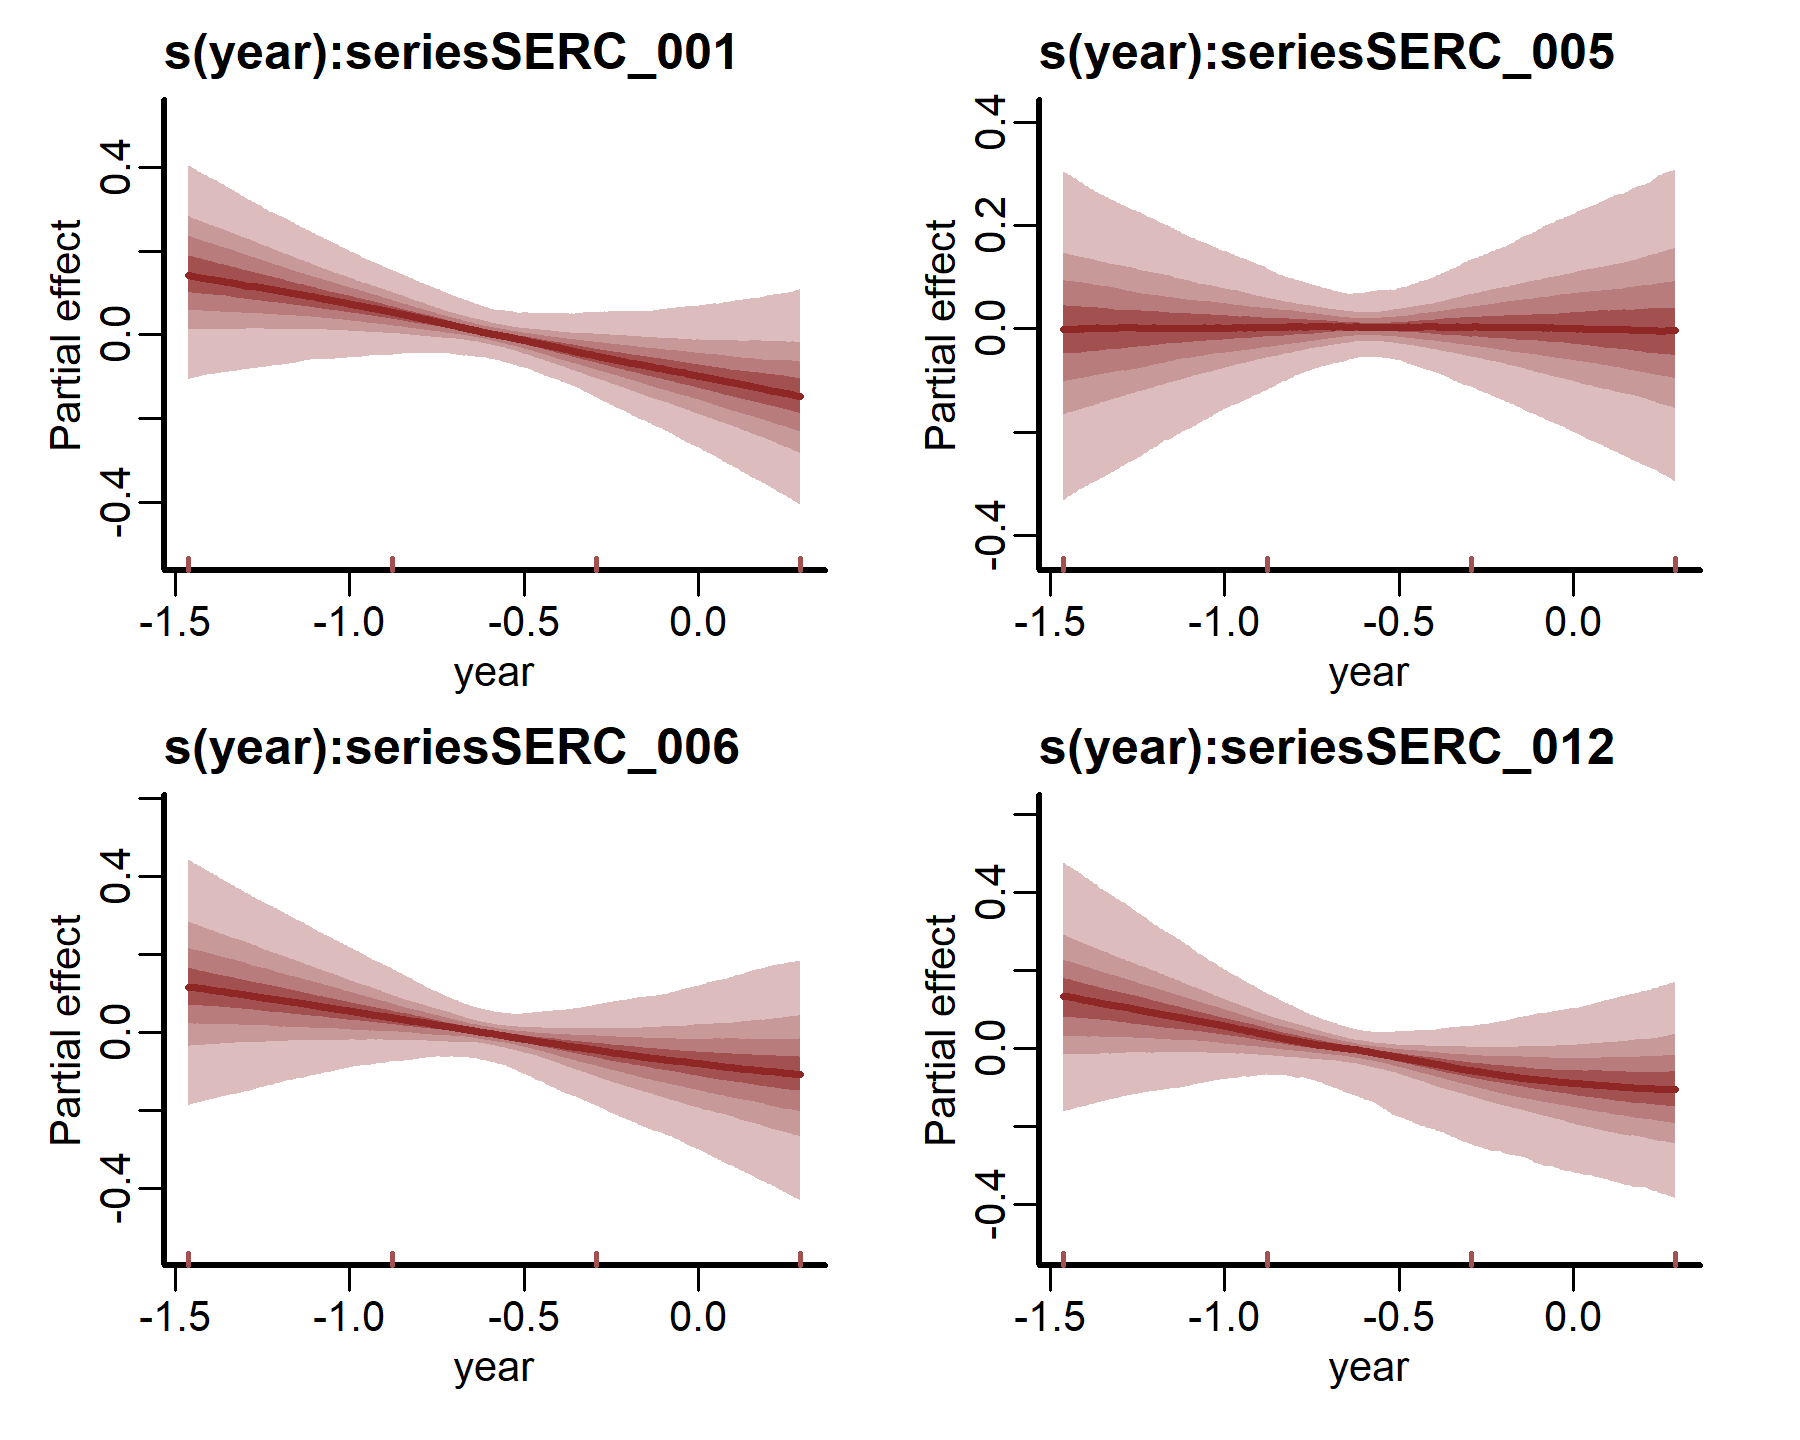 s(year):seriesSERC_001
Partial effect
0.4
0.0
-0.4
-1.5 -1.0 -0.5 0.0
year
s(year):seriesSERC_005
Partial effect
0.4
0.2
0.0
-0.4
-1.5 -1.0 -0.5 0.0
year
s(year):seriesSERC_006
Partial effect
0.4
0.0
-0.4
-1.5 -1.0 -0.5 0.0
year
s(year):seriesSERC_012
Partial effect
0.4
0.0
-0.4
-1.5 -1.0 -0.5 0.0
year